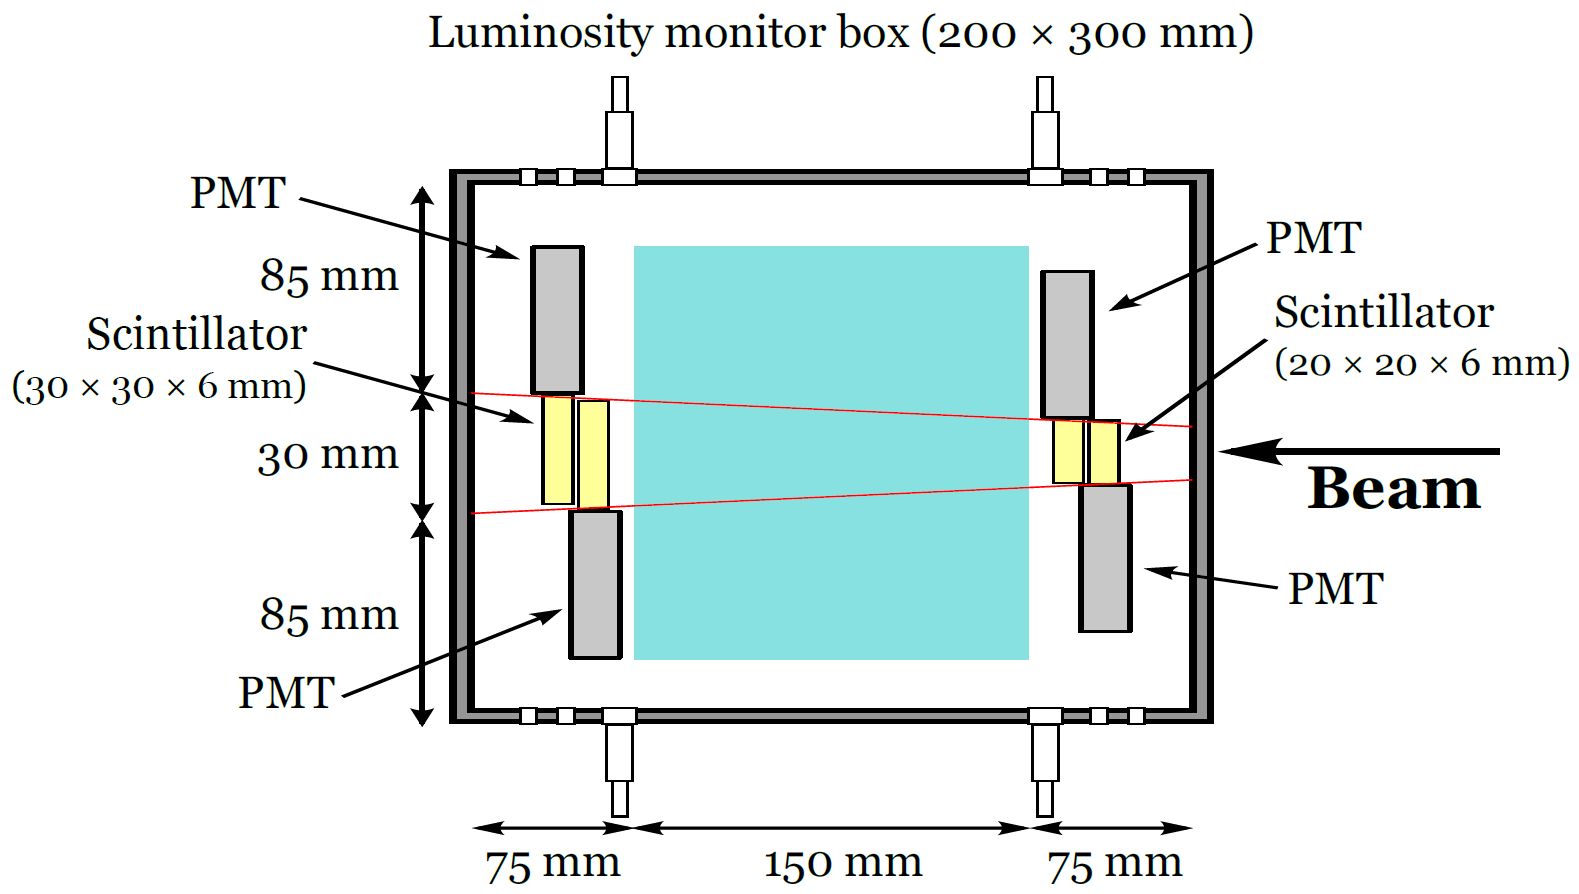 Luminosity monitor box (200 × 300 mm)
PMT
PMT
85 mm
Scintillator
(20 × 20 × 6 mm)
Scintillator
(30 × 30 × 6 mm)
30 mm
Beam
PMT
85 mm
PMT
75 mm
150 mm
75 mm